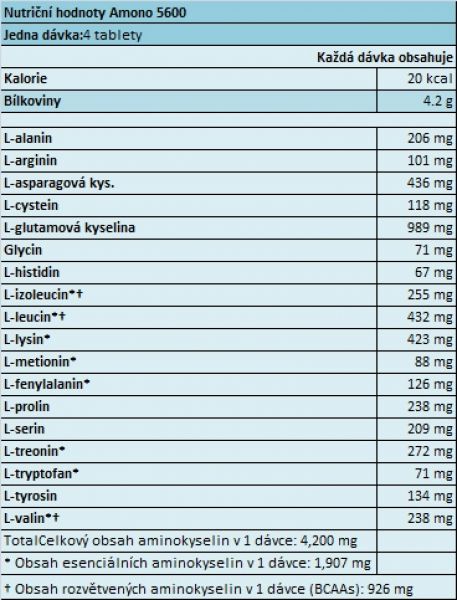 Nutriční hodnoty Amono 5600
Jedna dávka:4 tablety
Každá dávka obsahuje
Kalorie 20 kcal
Bílkoviny 4.2 g
L-alanin 206 mg
L-arginin 101 mg
L-asparagová kys. 436 mg
L-cystein 118 mg
L-glutamová kyselina 989 mg
Glycin 71 mg
L-histidin 67 mg
L-izoleucin*† 255 mg
L-leucin*† 432 mg
L-lysin* 423 mg
L-metionin* 88 mg
L-fenylalanin* 126 mg
L-prolin 238 mg
L-serin 209 mg
L-treonin* 272 mg
L-tryptofan* 71 mg
L-tyrosin 134 mg
L-valin*† 238 mg
TotalCelkový obsah aminokyselin v 1 dávce: 4,200 mg
* Obsah esenciálních aminokyselin v 1 dávce: 1,907 mg
† Obsah rozvětvených aminokyselin v 1 dávce (BCAAs): 926 mg